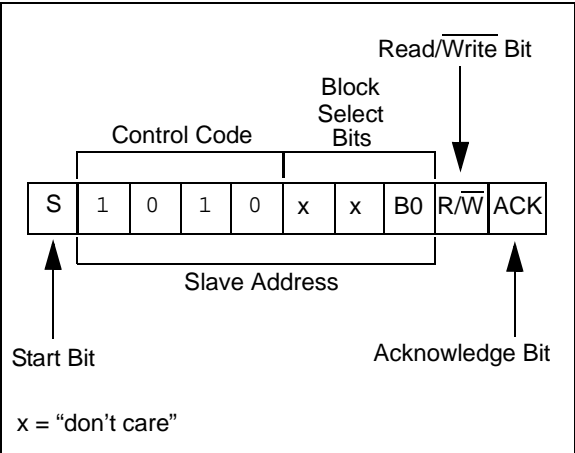 Read/Write Bit
Block
Select
Bits
Control Code
S 1 0 1 0 x x B0 R/W ACK
Slave Address
Start Bit
Acknowledge Bit
x = “don’t care”